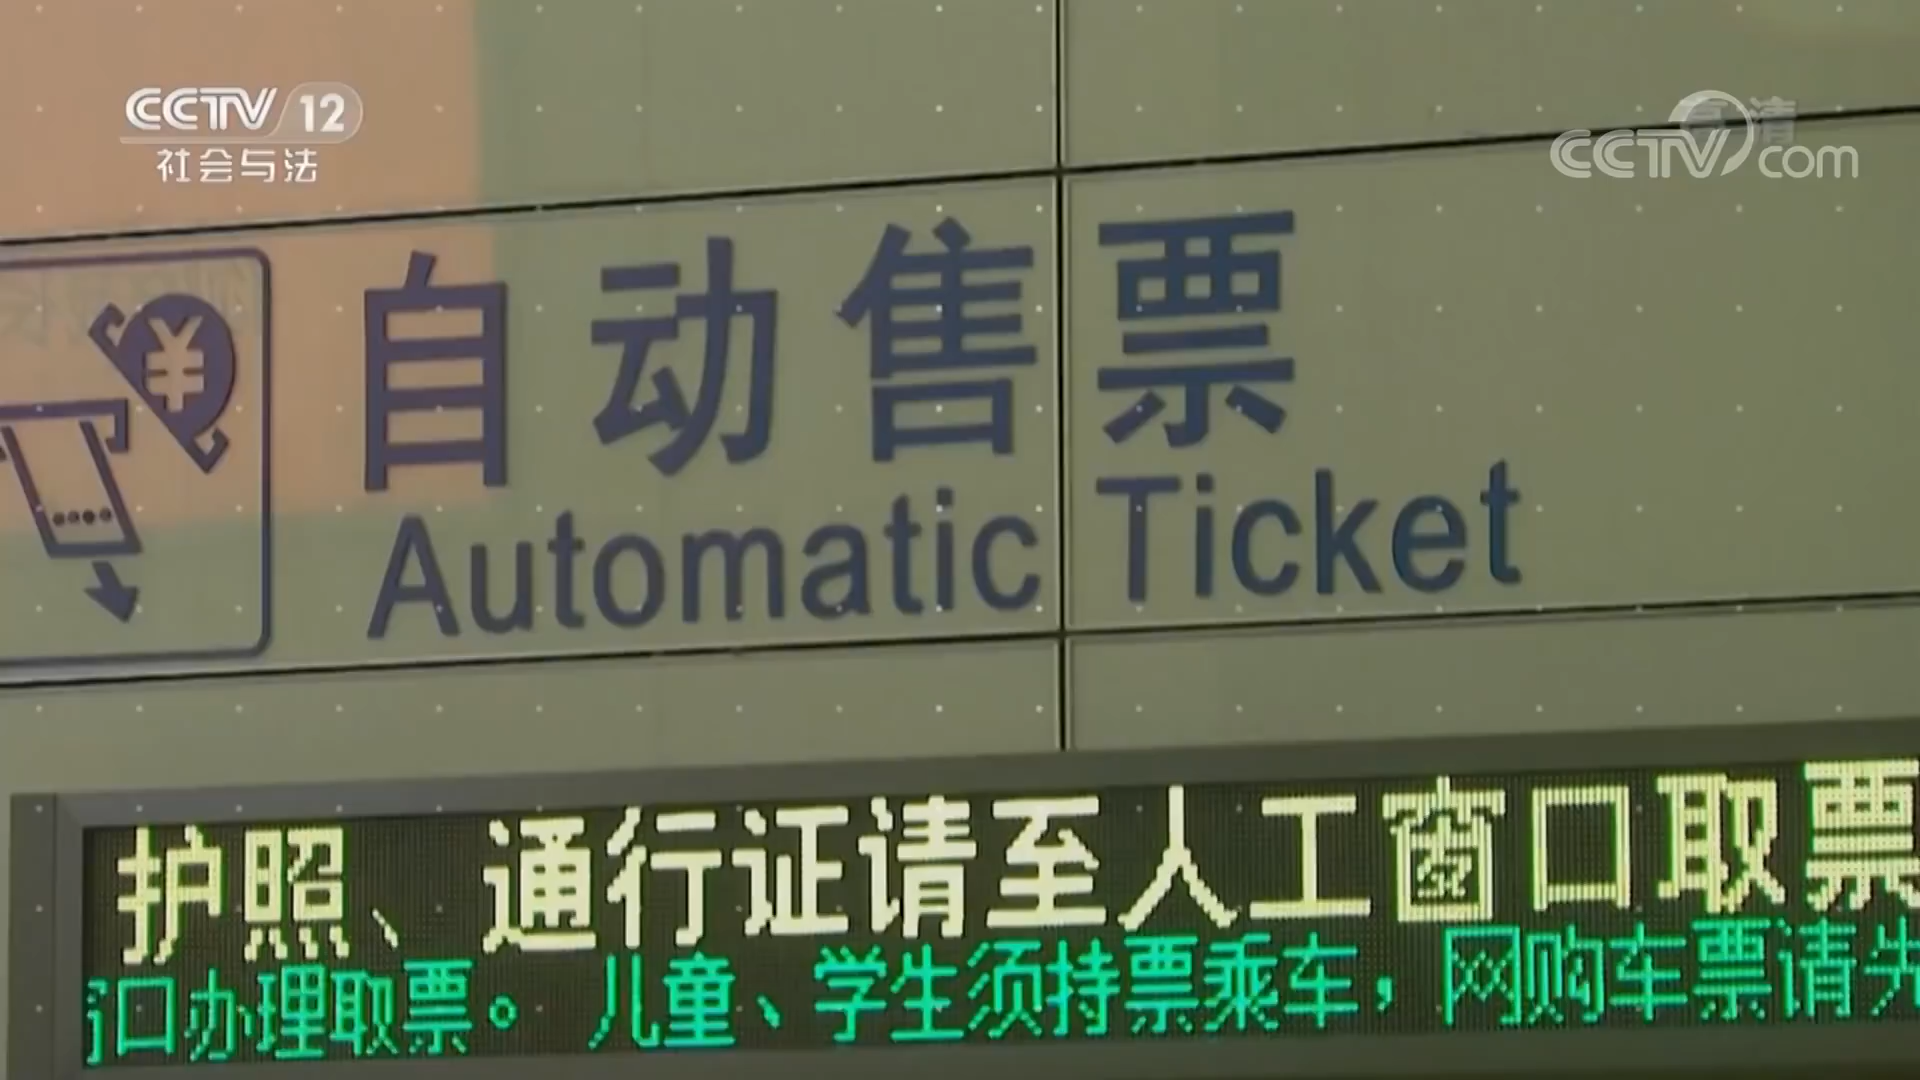 CCTV 12
社会与法
高清
CCTV.com
¥
自动售票
Automatic Ticket
护照、通行证请至人工窗口取票
口办理取票。 儿童、学生须持票乘车，网购车票请先